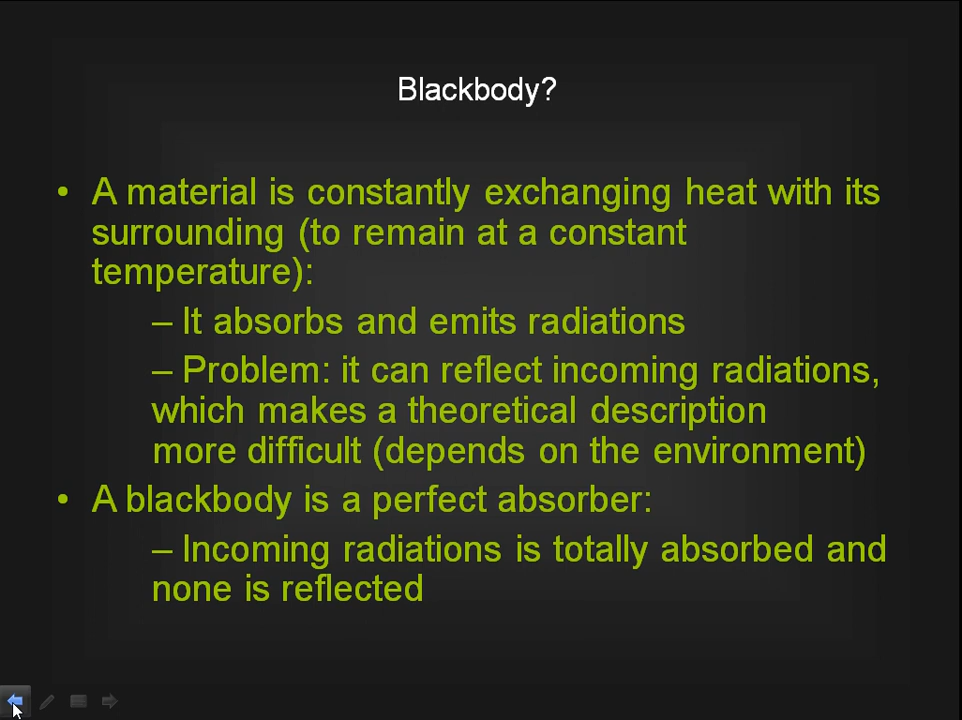 Blackbody?
• A material is constantly exchanging heat with its
surrounding (to remain at a constant
temperature):
– It absorbs and emits radiations
– Problem: it can reflect incoming radiations,
which makes a theoretical description
more difficult (depends on the environment)
• A blackbody is a perfect absorber:
– Incoming radiations is totally absorbed and
none is reflected